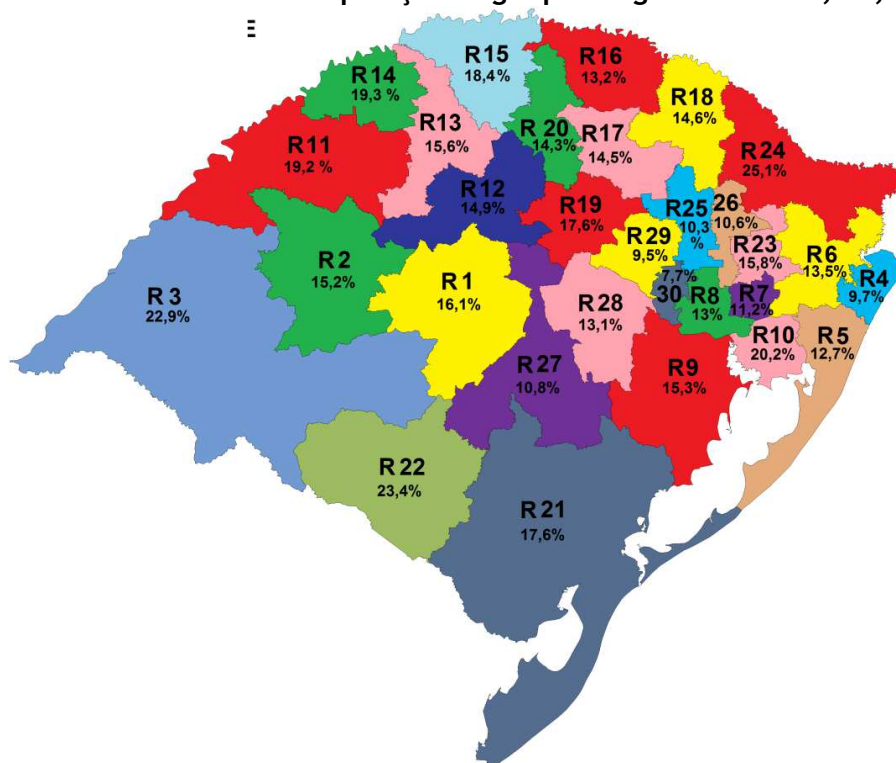 E
R15
18,4%
R16
13,2%
R14
19,3 %
R18
14,6%
R13
15,6%
R 20
14,3%
R17
14,5%
R11
19,2 %
R24
25,1%
R12
14,9%
R19
17,6%
R25
10,3
%
26
10,6%
R29
9,5%
R23
15,8%
R6
13,5%
R2
15,2%
R 1
16,1%
R 3
22,9%
7,7%
30
R8
13%
R7
11,2%
R4
9,7%
R28
13,1%
R10
20,2%
R5
12,7%
R27
10,8%
R9
15,3%
R 22
23,4%
R 21
17,6%